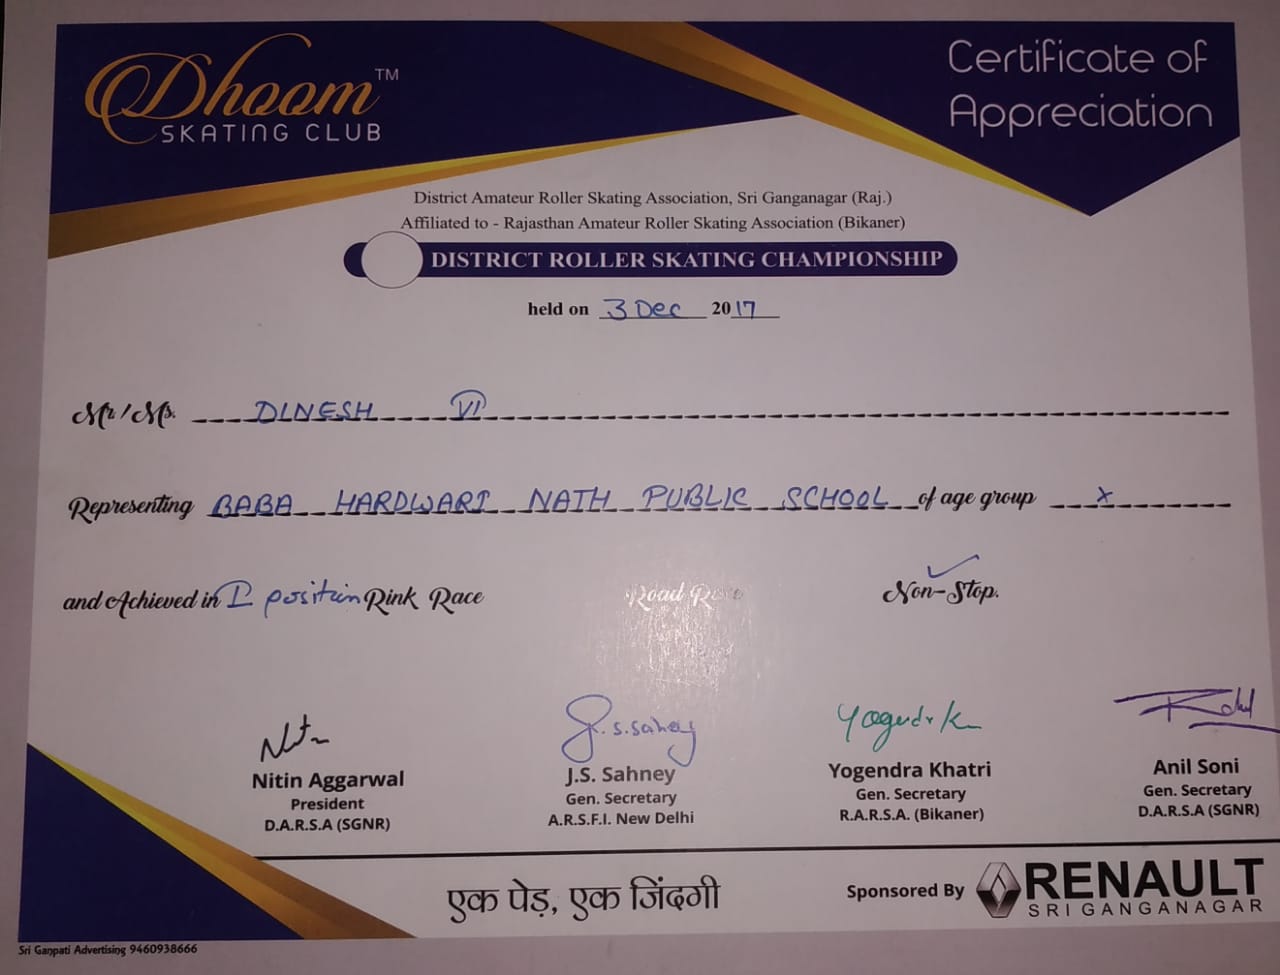 Dhoom™
SKATING CLUB
Certificate of
Appreciation
District Amateur Roller Skating Association, Sri Ganganagar (Raj.)
Affiliated to - Rajasthan Amateur Roller Skating Association (Bikaner)
DISTRICT ROLLER SKATING CHAMPIONSHIP
held on 3 Dec 2017
Mr/Ms. DINESH VI
Representing BABA HARDWARI NATH PUBLIC SCHOOL of age group X
and Achieved in I position Rink Race Road Race Non-Stop.
J.S. Sahney Yogendr K
Nitin Aggarwal J.S. Sahney Yogendra Khatri Anil Soni
President Gen. Secretary Gen. Secretary Gen. Secretary
D.A.R.S.A (SGNR) A.R.S.F.I. New Delhi R.A.R.S.A. (Bikaner) D.A.R.S.A (SGNR)
एक पेड़, एक जिंदगी Sponsored By RENAULT
SRI GANGANAGAR
Sri Ganpati Advertising 9460938666